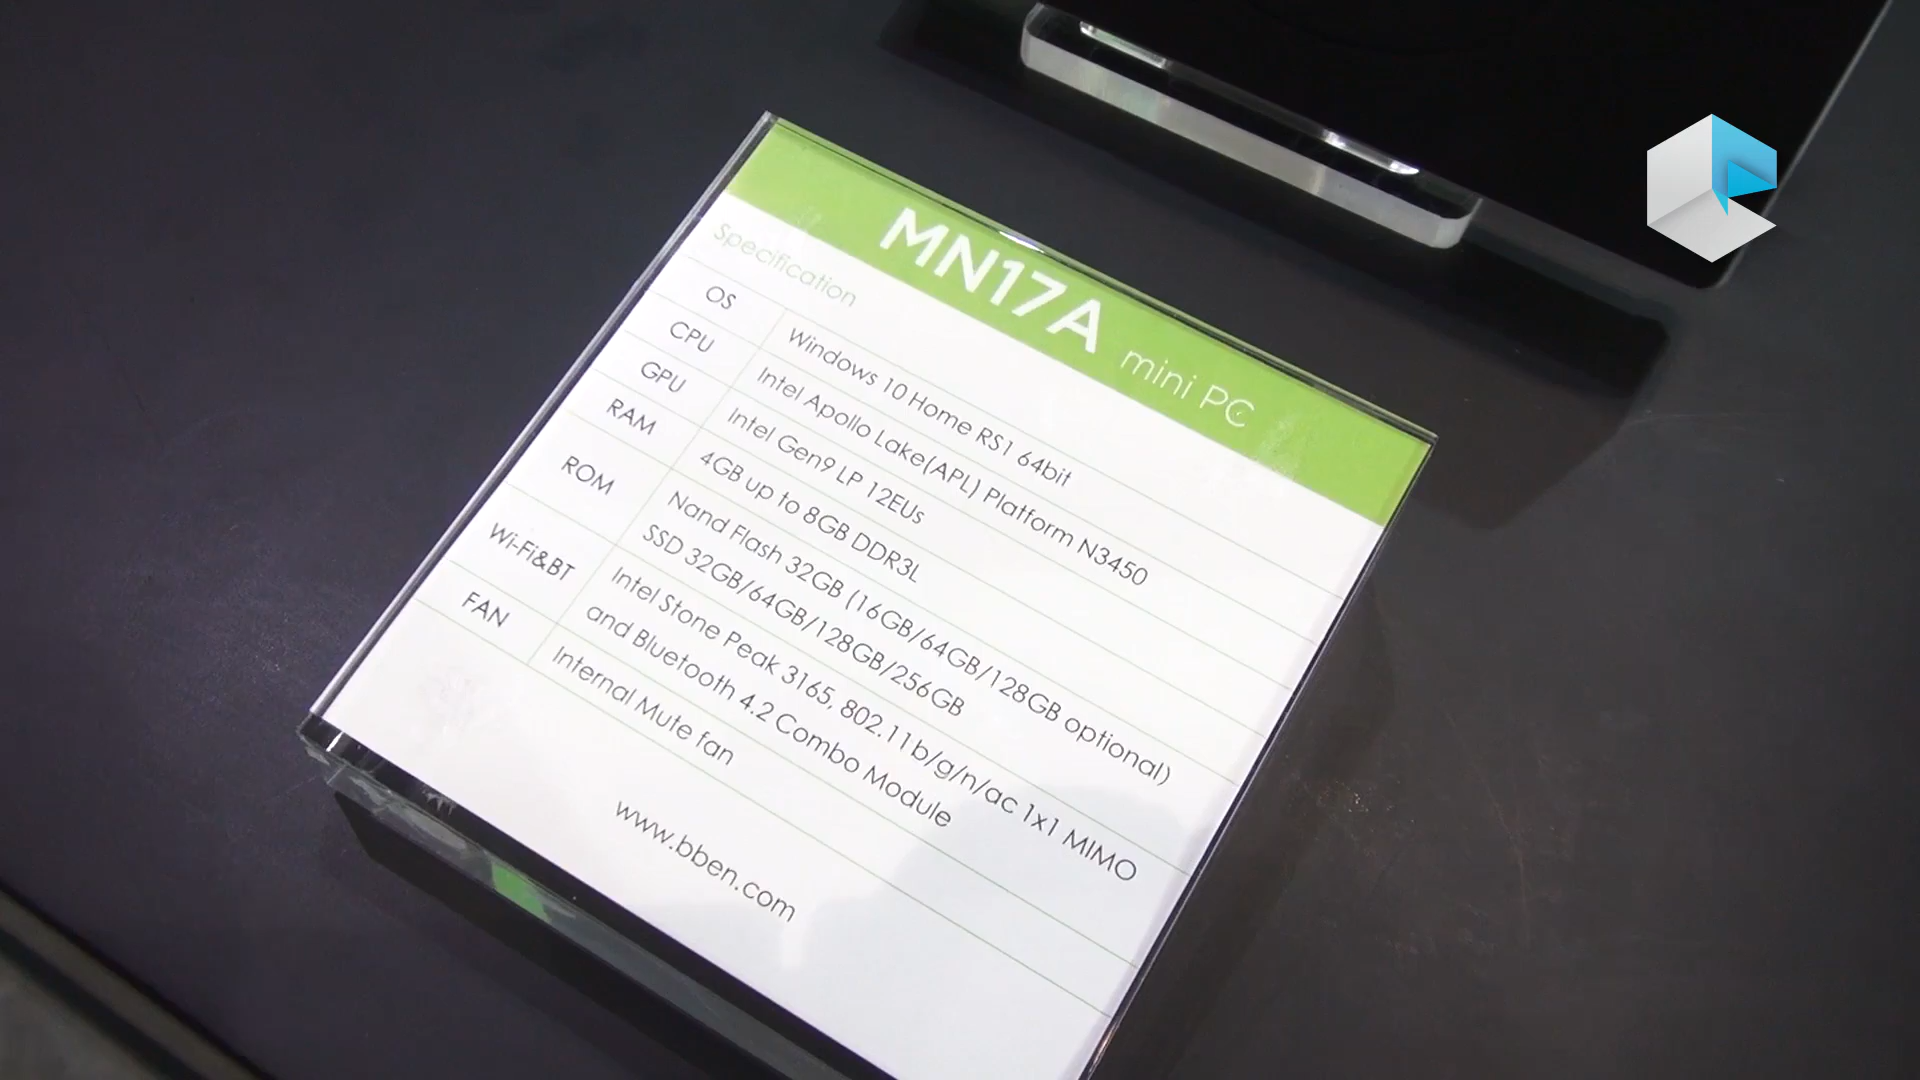 MN17A mini PC
Specification
OS Windows 10 Home RS1 64bit
CPU Intel Apollo Lake(APL) Platform N3450
GPU Intel Gen9 LP 12EUs
RAM 4GB up to 8GB DDR3L
ROM Nand Flash 32GB (16GB/64GB/128GB optional)
SSD 32GB/64GB/128GB/256GB
Wi-Fi&BT Intel Stone Peak 3165, 802.11b/g/n/ac 1x1 MIMO
and Bluetooth 4.2 Combo Module
FAN Internal Mute fan
www.bben.com